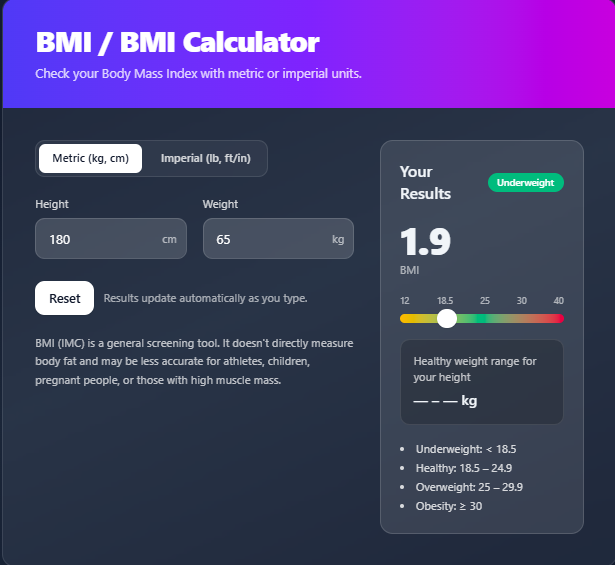 BMI / BMI Calculator
Check your Body Mass Index with metric or imperial units.
Metric (kg, cm)
Imperial (lb, ft/in)
Height
Weight
180 cm
65 kg
Reset
Results update automatically as you type.
BMI (IMC) is a general screening tool. It doesn't directly measure
body fat and may be less accurate for athletes, children,
pregnant people, or those with high muscle mass.
Your
Results
Underweight
1.9
BMI
12 18.5 25 30 40
Healthy weight range for
your height
— – — kg
Underweight: < 18.5
Healthy: 18.5 – 24.9
Overweight: 25 – 29.9
Obesity: ≥ 30